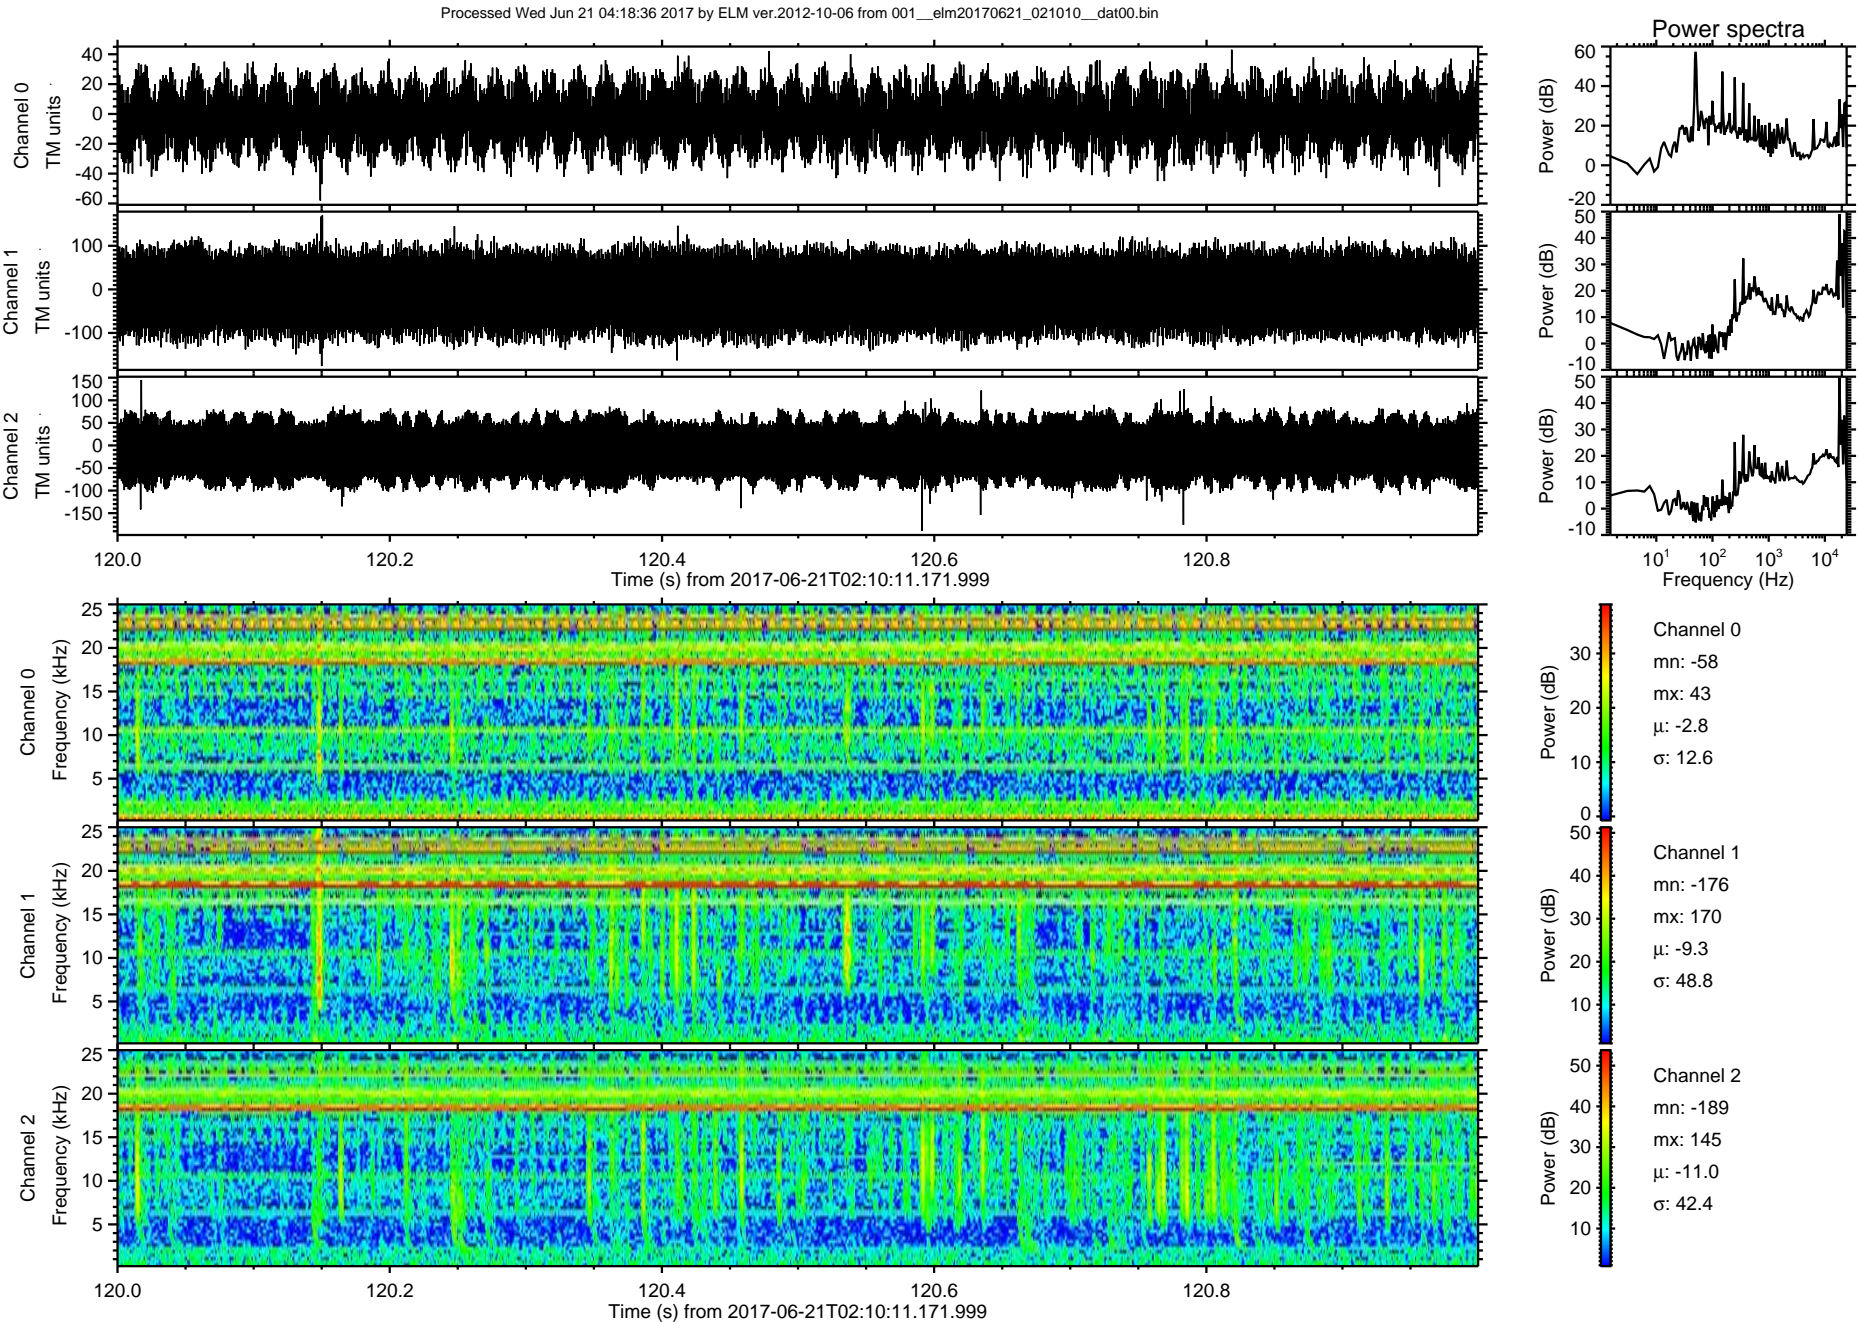 Processed Wed Jun 21 04:18:36 2017 by ELM ver.2012-10-06 from 001__elm20170621_021010__dat00.bin
Power spectra
Channel 0
TM units
40
20
0
-20
-40
-60
Power (dB)
60
40
20
0
-20
Channel 1
TM units
100
0
-100
Power (dB)
50
40
30
20
10
0
-10
Channel 2
TM units
150
100
50
0
-50
-100
-150
Power (dB)
50
40
30
20
10
0
-10
120.0 120.2 120.4 120.6 120.8
Time (s) from 2017-06-21T02:10:11.171.999
10^1 10^2 10^3 10^4
Frequency (Hz)
Channel 0
Frequency (kHz)
25
20
15
10
5
Power (dB)
30
20
10
0
Channel 0
mn: -58
mx: 43
μ: -2.8
σ: 12.6
Channel 1
Frequency (kHz)
25
20
15
10
5
Power (dB)
50
40
30
20
10
Channel 1
mn: -176
mx: 170
μ: -9.3
σ: 48.8
Channel 2
Frequency (kHz)
25
20
15
10
5
Power (dB)
50
40
30
20
10
Channel 2
mn: -189
mx: 145
μ: -11.0
σ: 42.4
120.0 120.2 120.4 120.6 120.8
Time (s) from 2017-06-21T02:10:11.171.999